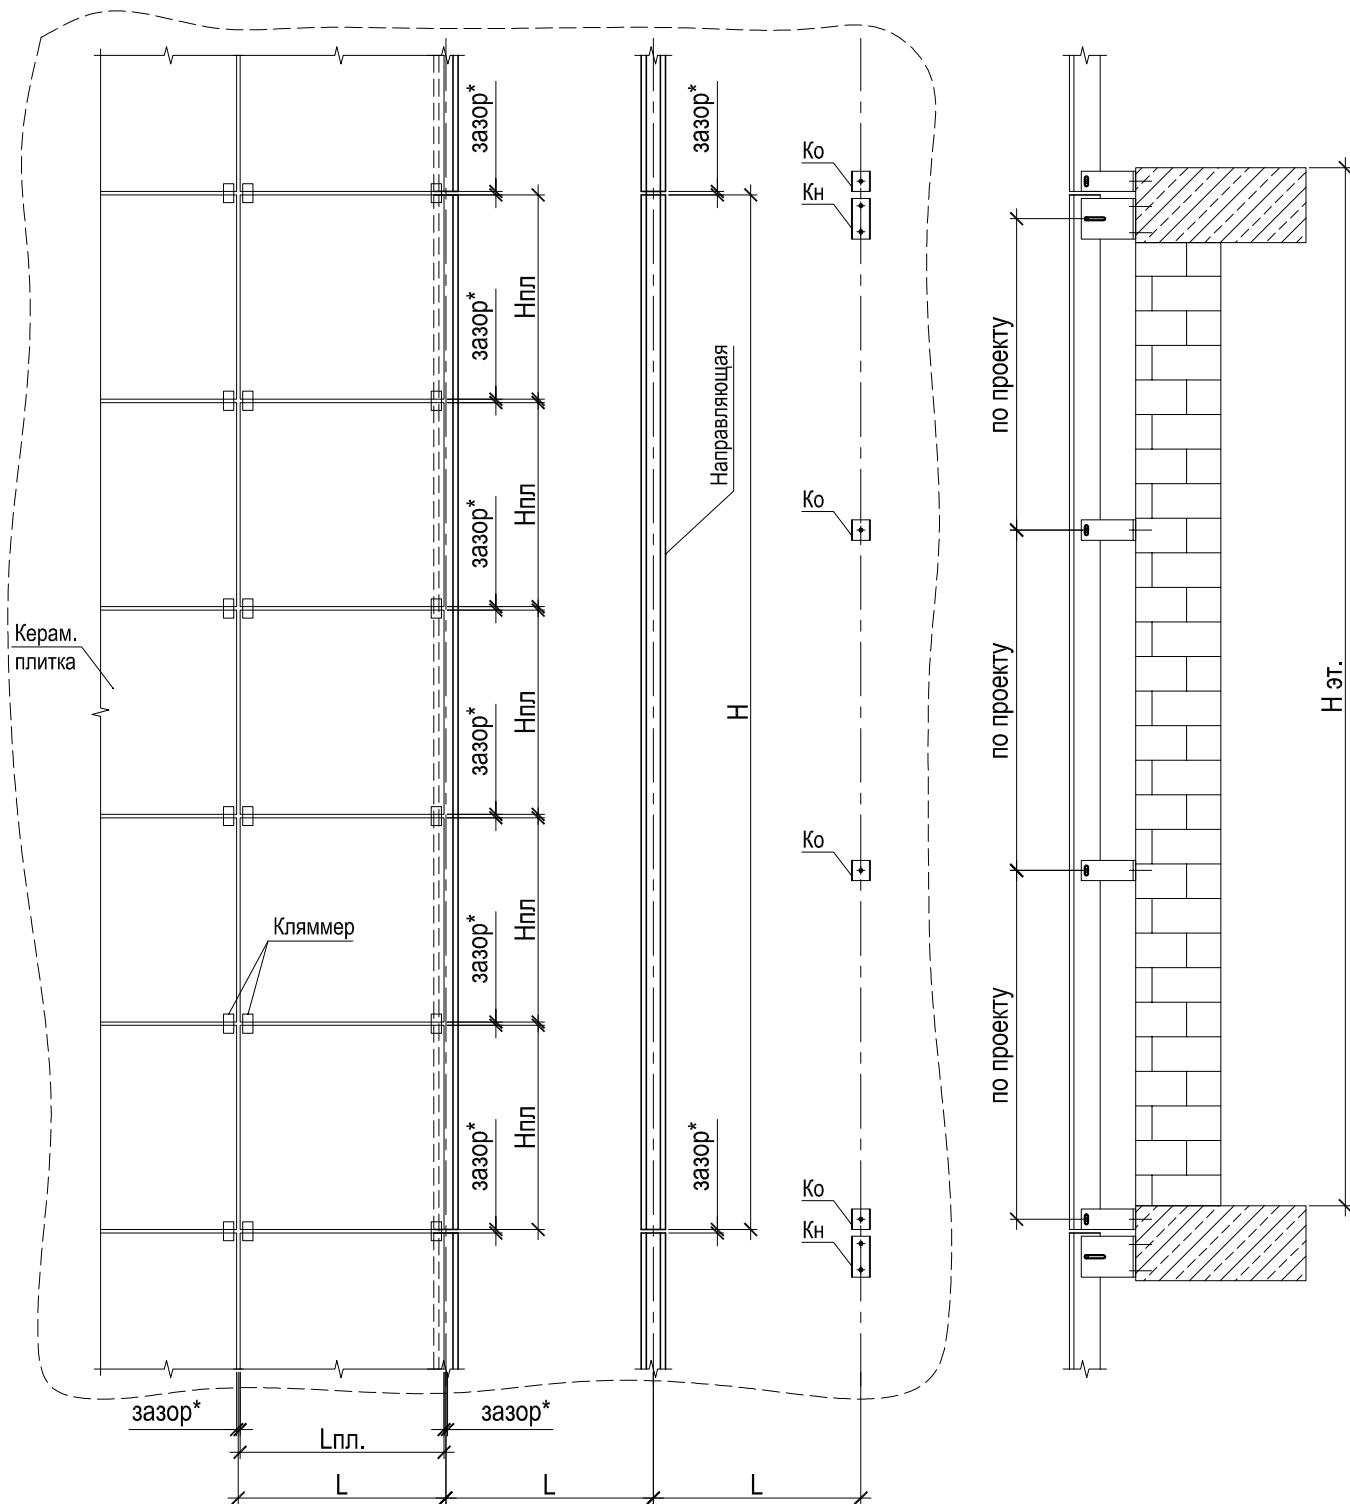 зазор*
зазор*
Ко
Кн
Нпл
зазор*
по проекту
Направляющая
Ко
Нпл
зазор*
Керам.
плитка
Нпл
зазор*
Н
по проекту
Н эт.
Ко
Кляммер
Нпл
зазор*
по проекту
Нпл
зазор*
зазор*
Ко
Кн
зазор*
зазор*
Lпл.
L
L
L